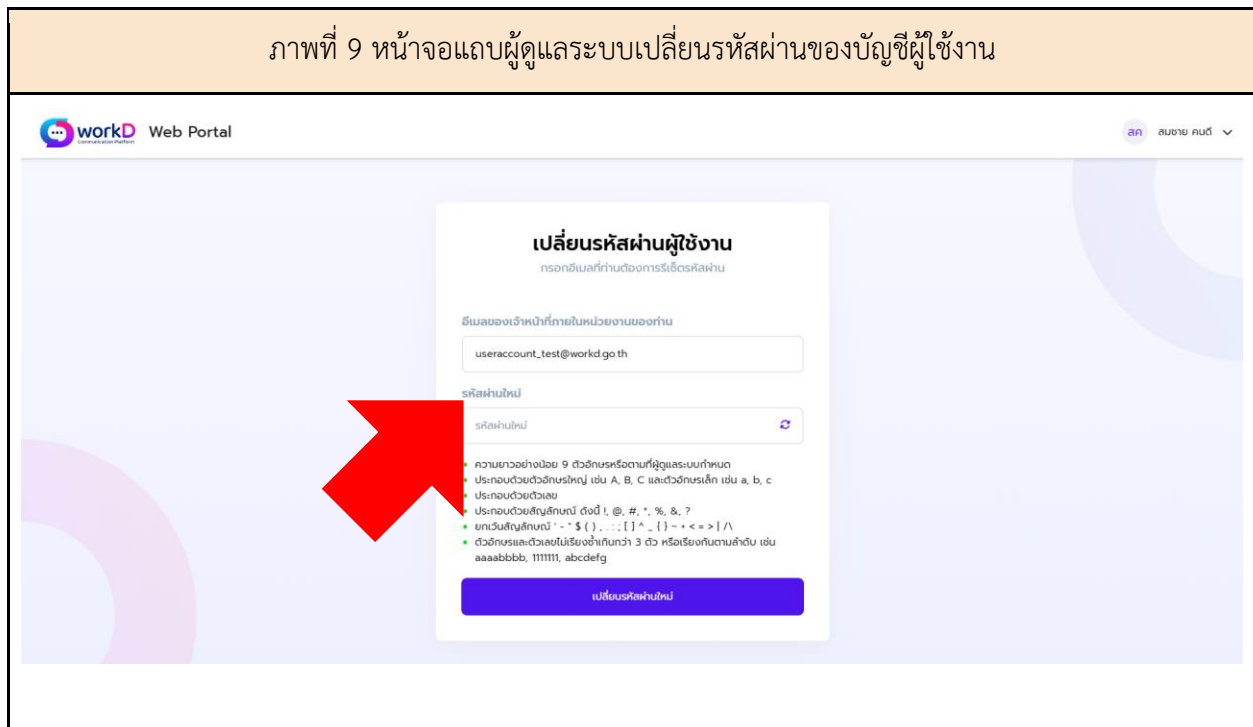 ภาพที่ 9 หน้าจอแถบผู้ดูแลระบบเปลี่ยนรหัสผ่านของบัญชีผู้ใช้งาน
workD Web Portal
Communication Platform
สค สมชาย คนดี
เปลี่ยนรหัสผ่านผู้ใช้งาน
กรอกอีเมลที่ท่านต้องการรีเซ็ตรหัสผ่าน
อีเมลของเจ้าหน้าที่ภายในหน่วยงานของท่าน
useraccount_test@workd.go.th
รหัสผ่านใหม่
รหัสผ่านใหม่
ความยาวอย่างน้อย 9 ตัวอักษรหรือตามที่ผู้ดูแลระบบกำหนด
ประกอบด้วยตัวอักษรใหญ่ เช่น A, B, C และตัวอักษรเล็ก เช่น a, b, c
ประกอบด้วยตัวเลข
ประกอบด้วยสัญลักษณ์ ดังนี้ !, @, #, *, %, &, ?
ยกเว้นสัญลักษณ์ ' - " $ ( ) , . : ; [ ] ^ _ { } ~ + < = > | / \
ตัวอักษรและตัวเลขไม่เรียงซ้ำเกินกว่า 3 ตัว หรือเรียงกันตามลำดับ เช่น
aaaabbbb, 1111111, abcdefg
เปลี่ยนรหัสผ่านใหม่